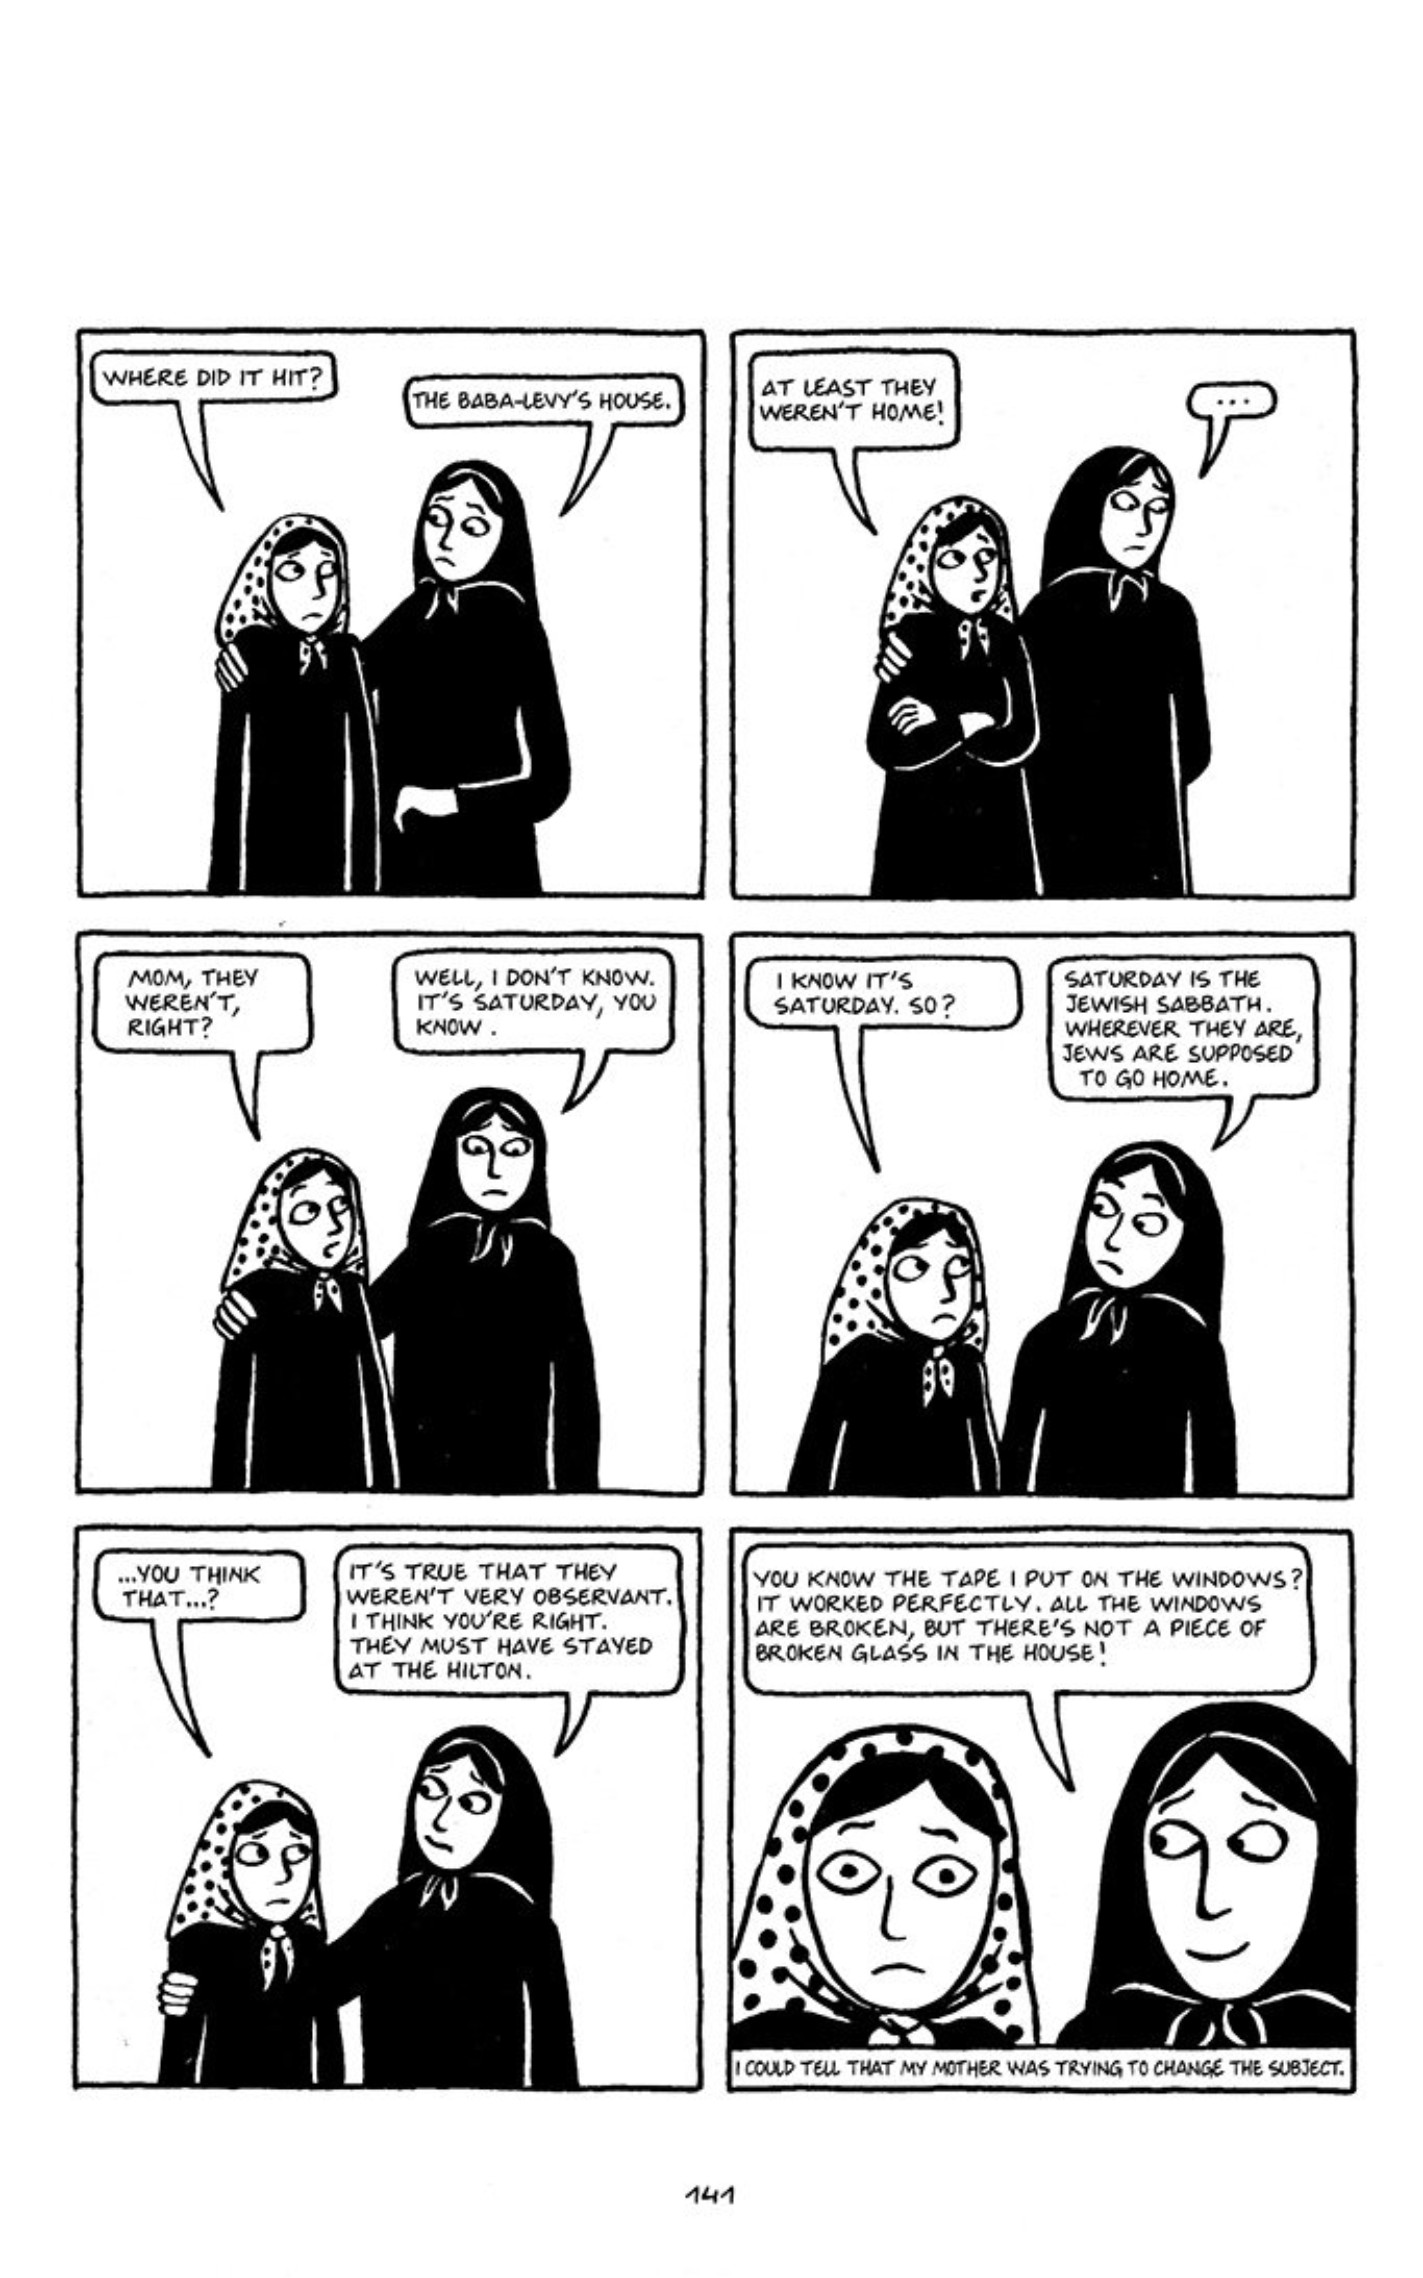 WHERE DID IT HIT?
THE BABA-LEVY'S HOUSE.
AT LEAST THEY
WEREN'T HOME!
...
MOM, THEY
WEREN'T,
RIGHT?
WELL, I DON'T KNOW.
IT'S SATURDAY, YOU
KNOW.
I KNOW IT'S
SATURDAY. SO?
SATURDAY IS THE
JEWISH SABBATH.
WHEREVER THEY ARE,
JEWS ARE SUPPOSED
TO GO HOME.
...YOU THINK
THAT...?
IT'S TRUE THAT THEY
WEREN'T VERY OBSERVANT.
I THINK YOU'RE RIGHT.
THEY MUST HAVE STAYED
AT THE HILTON.
YOU KNOW THE TAPE I PUT ON THE WINDOWS?
IT WORKED PERFECTLY. ALL THE WINDOWS
ARE BROKEN, BUT THERE'S NOT A PIECE OF
BROKEN GLASS IN THE HOUSE!
I COULD TELL THAT MY MOTHER WAS TRYING TO CHANGE THE SUBJECT.
141